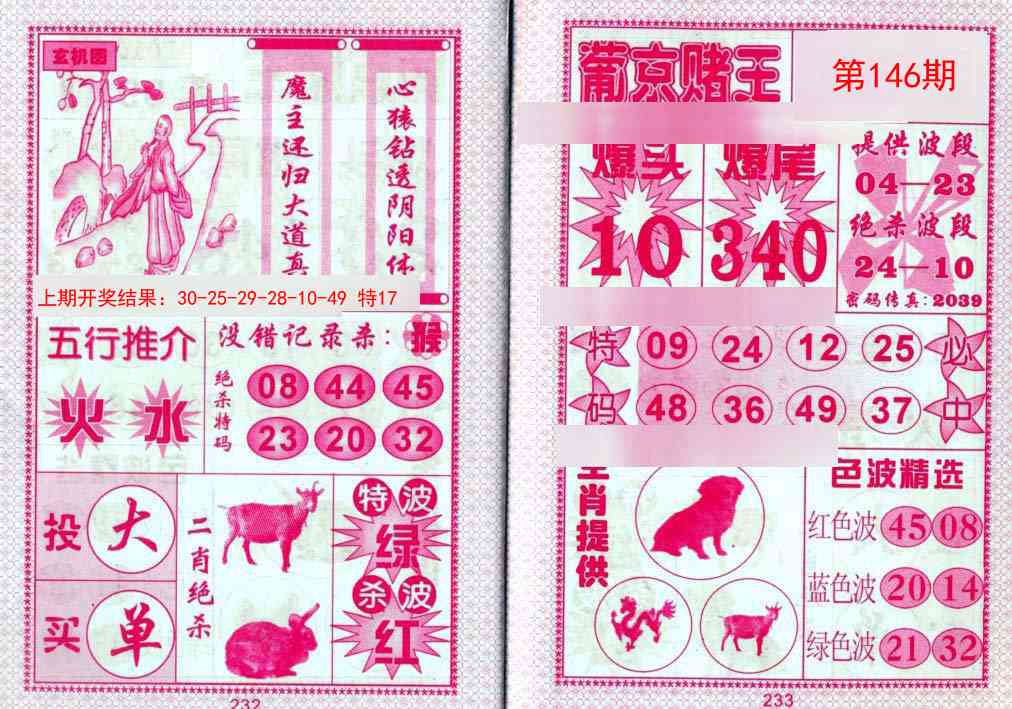 玄机图
魔主还归大道真
心猿钻透阴阳体
上期开奖结果：30-25-29-28-10-49 特17
五行推介
火 水
没错记录杀：猴
绝杀特码
08 44 45
23 20 32
投 大
买 单
二肖绝杀
特波
绿
杀波
红
232
葡京赌王
第146期
爆头 爆尾
10 340
提供波段
04—23
绝杀波段
24—10
密码传真:2039
特码
09 24 12 25
48 36 49 37
必中
生肖提供
色波精选
红色波 45 08
蓝色波 20 14
绿色波 21 32
233